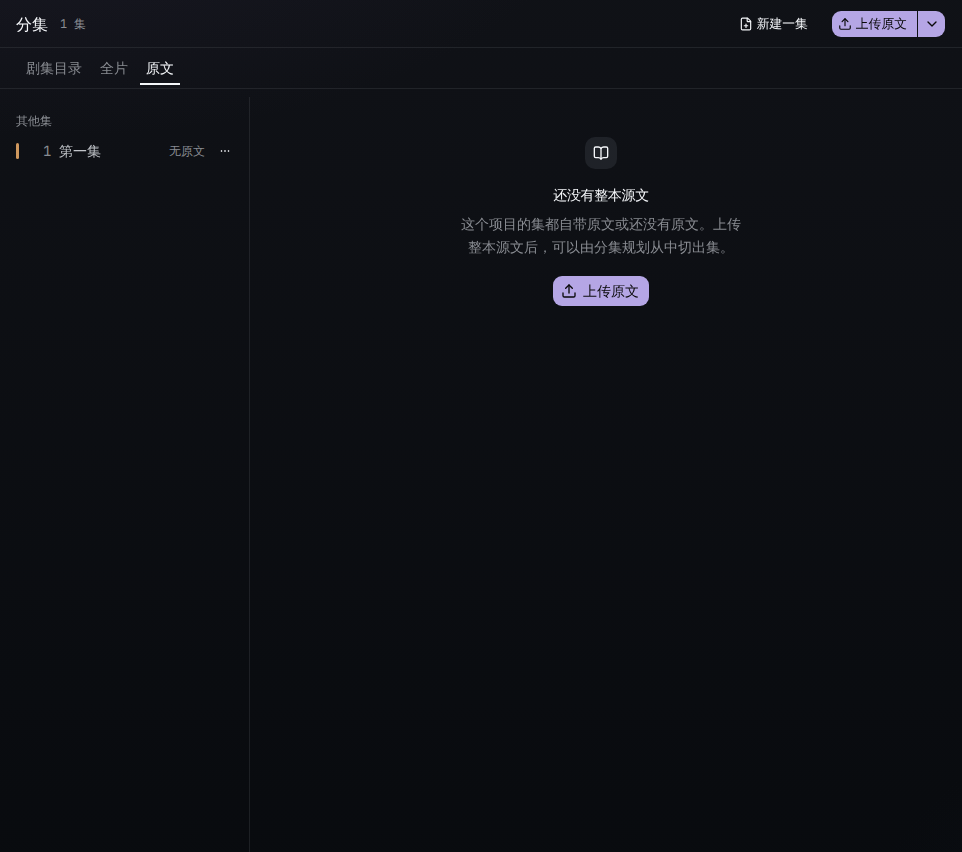 分集 1 集 新建一集 上传原文
剧集目录 全片 原文
其他集
1 第一集 无原文 ···
还没有整本源文
这个项目的集都自带原文或还没有原文。上传
整本源文后，可以由分集规划从中切出集。
上传原文